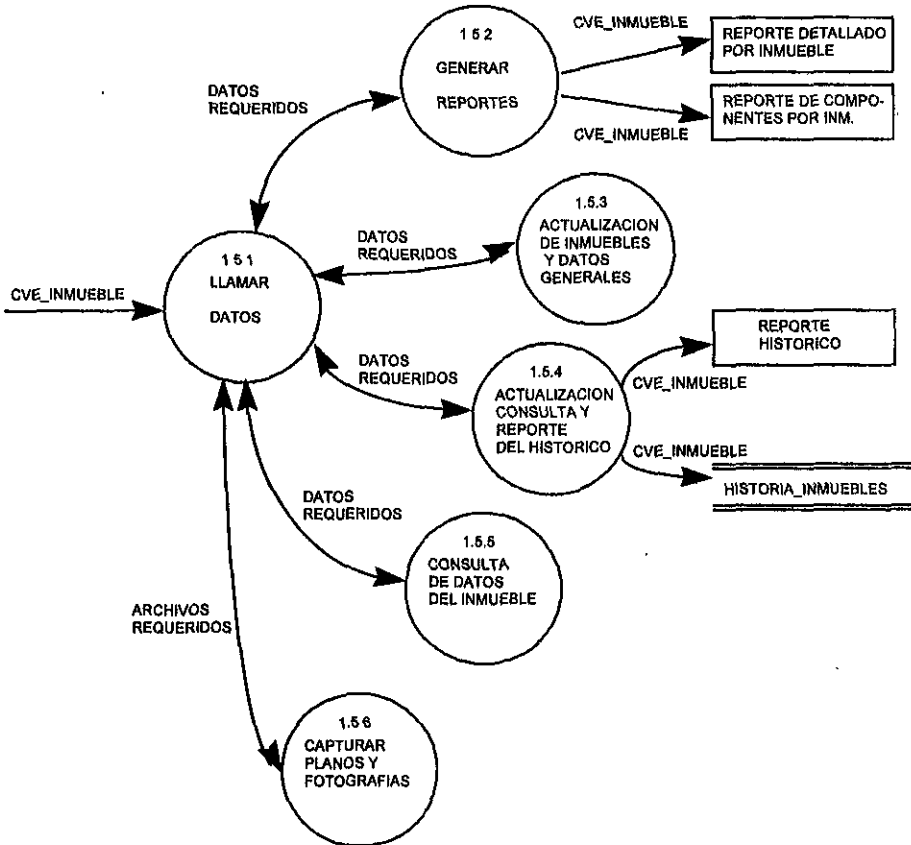 1 5 2
GENERAR
REPORTES
CVE_INMUEBLE
REPORTE DETALLADO
POR INMUEBLE
CVE_INMUEBLE
REPORTE DE COMPO-
NENTES POR INM.
DATOS
REQUERIDOS
CVE_INMUEBLE
1 5 1
LLAMAR
DATOS
DATOS
REQUERIDOS
1.5.3
ACTUALIZACION
DE INMUEBLES
Y DATOS
GENERALES
DATOS
REQUERIDOS
1.5.4
ACTUALIZACION
CONSULTA Y
REPORTE
DEL HISTORICO
REPORTE
HISTORICO
CVE_INMUEBLE
CVE_INMUEBLE
HISTORIA_INMUEBLES
DATOS
REQUERIDOS
1.5.5
CONSULTA
DE DATOS
DEL INMUEBLE
ARCHIVOS
REQUERIDOS
1.5 6
CAPTURAR
PLANOS Y
FOTOGRAFIAS